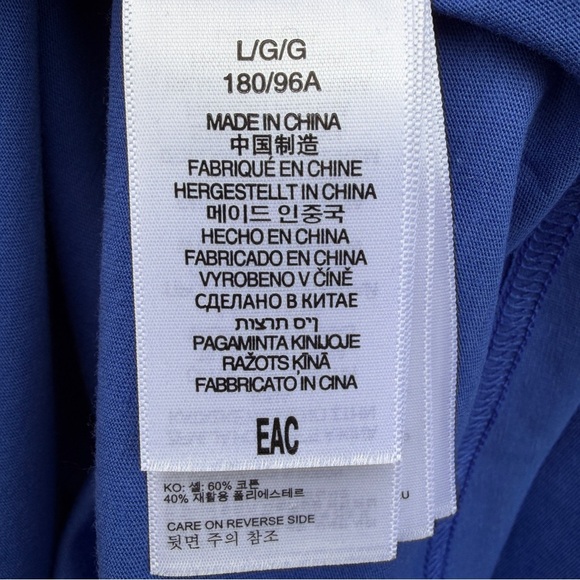 L/G/G
180/96A
MADE IN CHINA
中国制造
FABRIQUÉ EN CHINE
HERGESTELLT IN CHINA
메이드 인중국
HECHO EN CHINA
FABRICADO EN CHINA
VYROBENO V ČÍNĚ
СДЕЛАНО В КИТАЕ
תוצרת סין
PAGAMINTA KINIJOJE
RAŽOTS ĶĪNĀ
FABBRICATO IN CINA
EAC
KO: 셸: 60% 코튼
40% 재활용 폴리에스테르
CARE ON REVERSE SIDE
뒷면 주의 참조